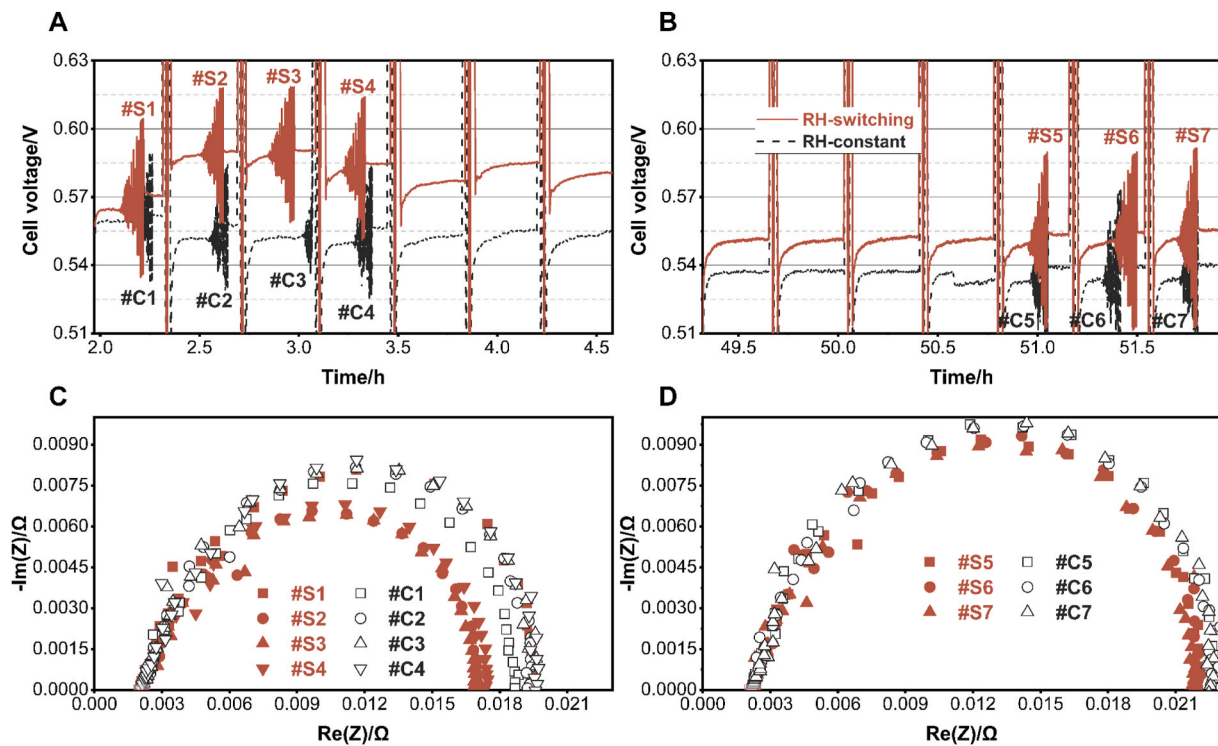 A
0.63
0.60
0.57
0.54
0.51
Cell voltage/V
#S1
#S2
#S3
#S4
#C1
#C2
#C3
#C4
2.0 2.5 3.0 3.5 4.0 4.5
Time/h
B
0.63
0.60
0.57
0.54
0.51
Cell voltage/V
RH-switching
RH-constant
#S5
#S6
#S7
#C5
#C6
#C7
49.5 50.0 50.5 51.0 51.5
Time/h
C
0.0090
0.0075
0.0060
0.0045
0.0030
0.0015
0.0000
-Im(Z)/Ω
#S1 #C1
#S2 #C2
#S3 #C3
#S4 #C4
0.000 0.003 0.006 0.009 0.012 0.015 0.018 0.021
Re(Z)/Ω
D
0.0090
0.0075
0.0060
0.0045
0.0030
0.0015
0.0000
-Im(Z)/Ω
#S5 #C5
#S6 #C6
#S7 #C7
0.000 0.003 0.006 0.009 0.012 0.015 0.018 0.021
Re(Z)/Ω